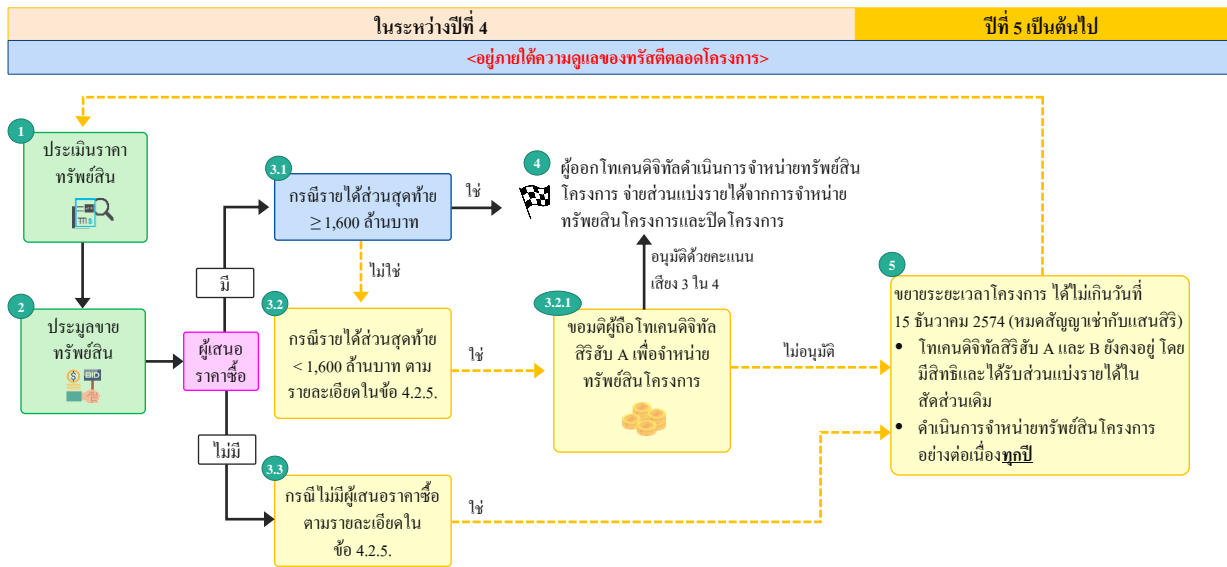 ในระหว่างปีที่ 4
ปีที่ 5 เป็นต้นไป
<อยู่ภายใต้ความดูแลของทรัสตีตลอดโครงการ>
1
ประเมินราคา
ทรัพย์สิน
2
ประมูลขาย
ทรัพย์สิน
BID
ผู้เสนอ
ราคาซื้อ
มี
ไม่มี
3.1
กรณีรายได้ส่วนสุดท้าย
≥ 1,600 ล้านบาท
ใช่
ไม่ใช่
3.2
กรณีรายได้ส่วนสุดท้าย
< 1,600 ล้านบาท ตาม
รายละเอียดในข้อ 4.2.5.
ใช่
3.3
กรณีไม่มีผู้เสนอราคาซื้อ
ตามรายละเอียดใน
ข้อ 4.2.5.
ใช่
4
ผู้ออกโทเคนดิจิทัลดำเนินการจำหน่ายทรัพย์สิน
โครงการ จ่ายส่วนแบ่งรายได้จากการจำหน่าย
ทรัพยสินโครงการและปิดโครงการ
อนุมัติด้วยคะแนน
เสียง 3 ใน 4
3.2.1
ขอมติผู้ถือโทเคนดิจิทัล
สิริฮับ A เพื่อจำหน่าย
ทรัพย์สินโครงการ
ไม่อนุมัติ
5
ขยายระยะเวลาโครงการ ได้ไม่เกินวันที่
15 ธันวาคม 2574 (หมดสัญญาเช่ากับแสนสิริ)
• โทเคนดิจิทัลสิริฮับ A และ B ยังคงอยู่ โดย
มีสิทธิและได้รับส่วนแบ่งรายได้ใน
สัดส่วนเดิม
• ดำเนินการจำหน่ายทรัพย์สินโครงการ
อย่างต่อเนื่องทุกปี